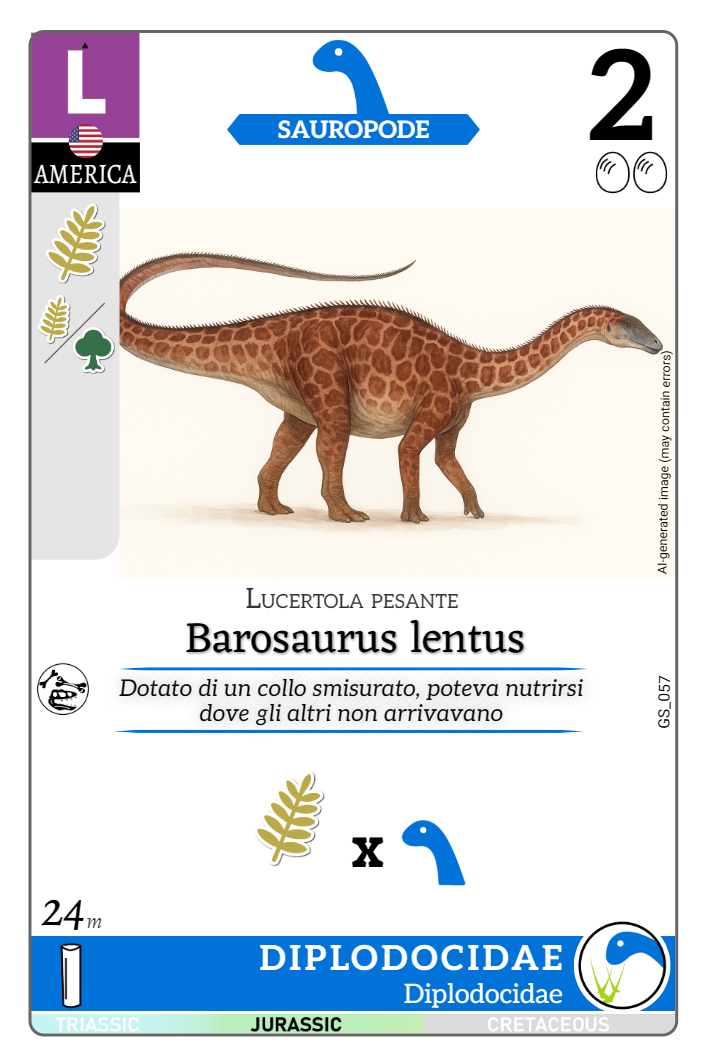 L
SAUROPODE
2
AMERICA
AI-generated image (may contain errors)
Lucertola pesante
Barosaurus lentus
Dotato di un collo smisurato, poteva nutrirsi
dove gli altri non arrivavano
GS_057
x
24 m
DIPLODOCIDAE
Diplodocidae
TRIASSIC JURASSIC CRETACEOUS